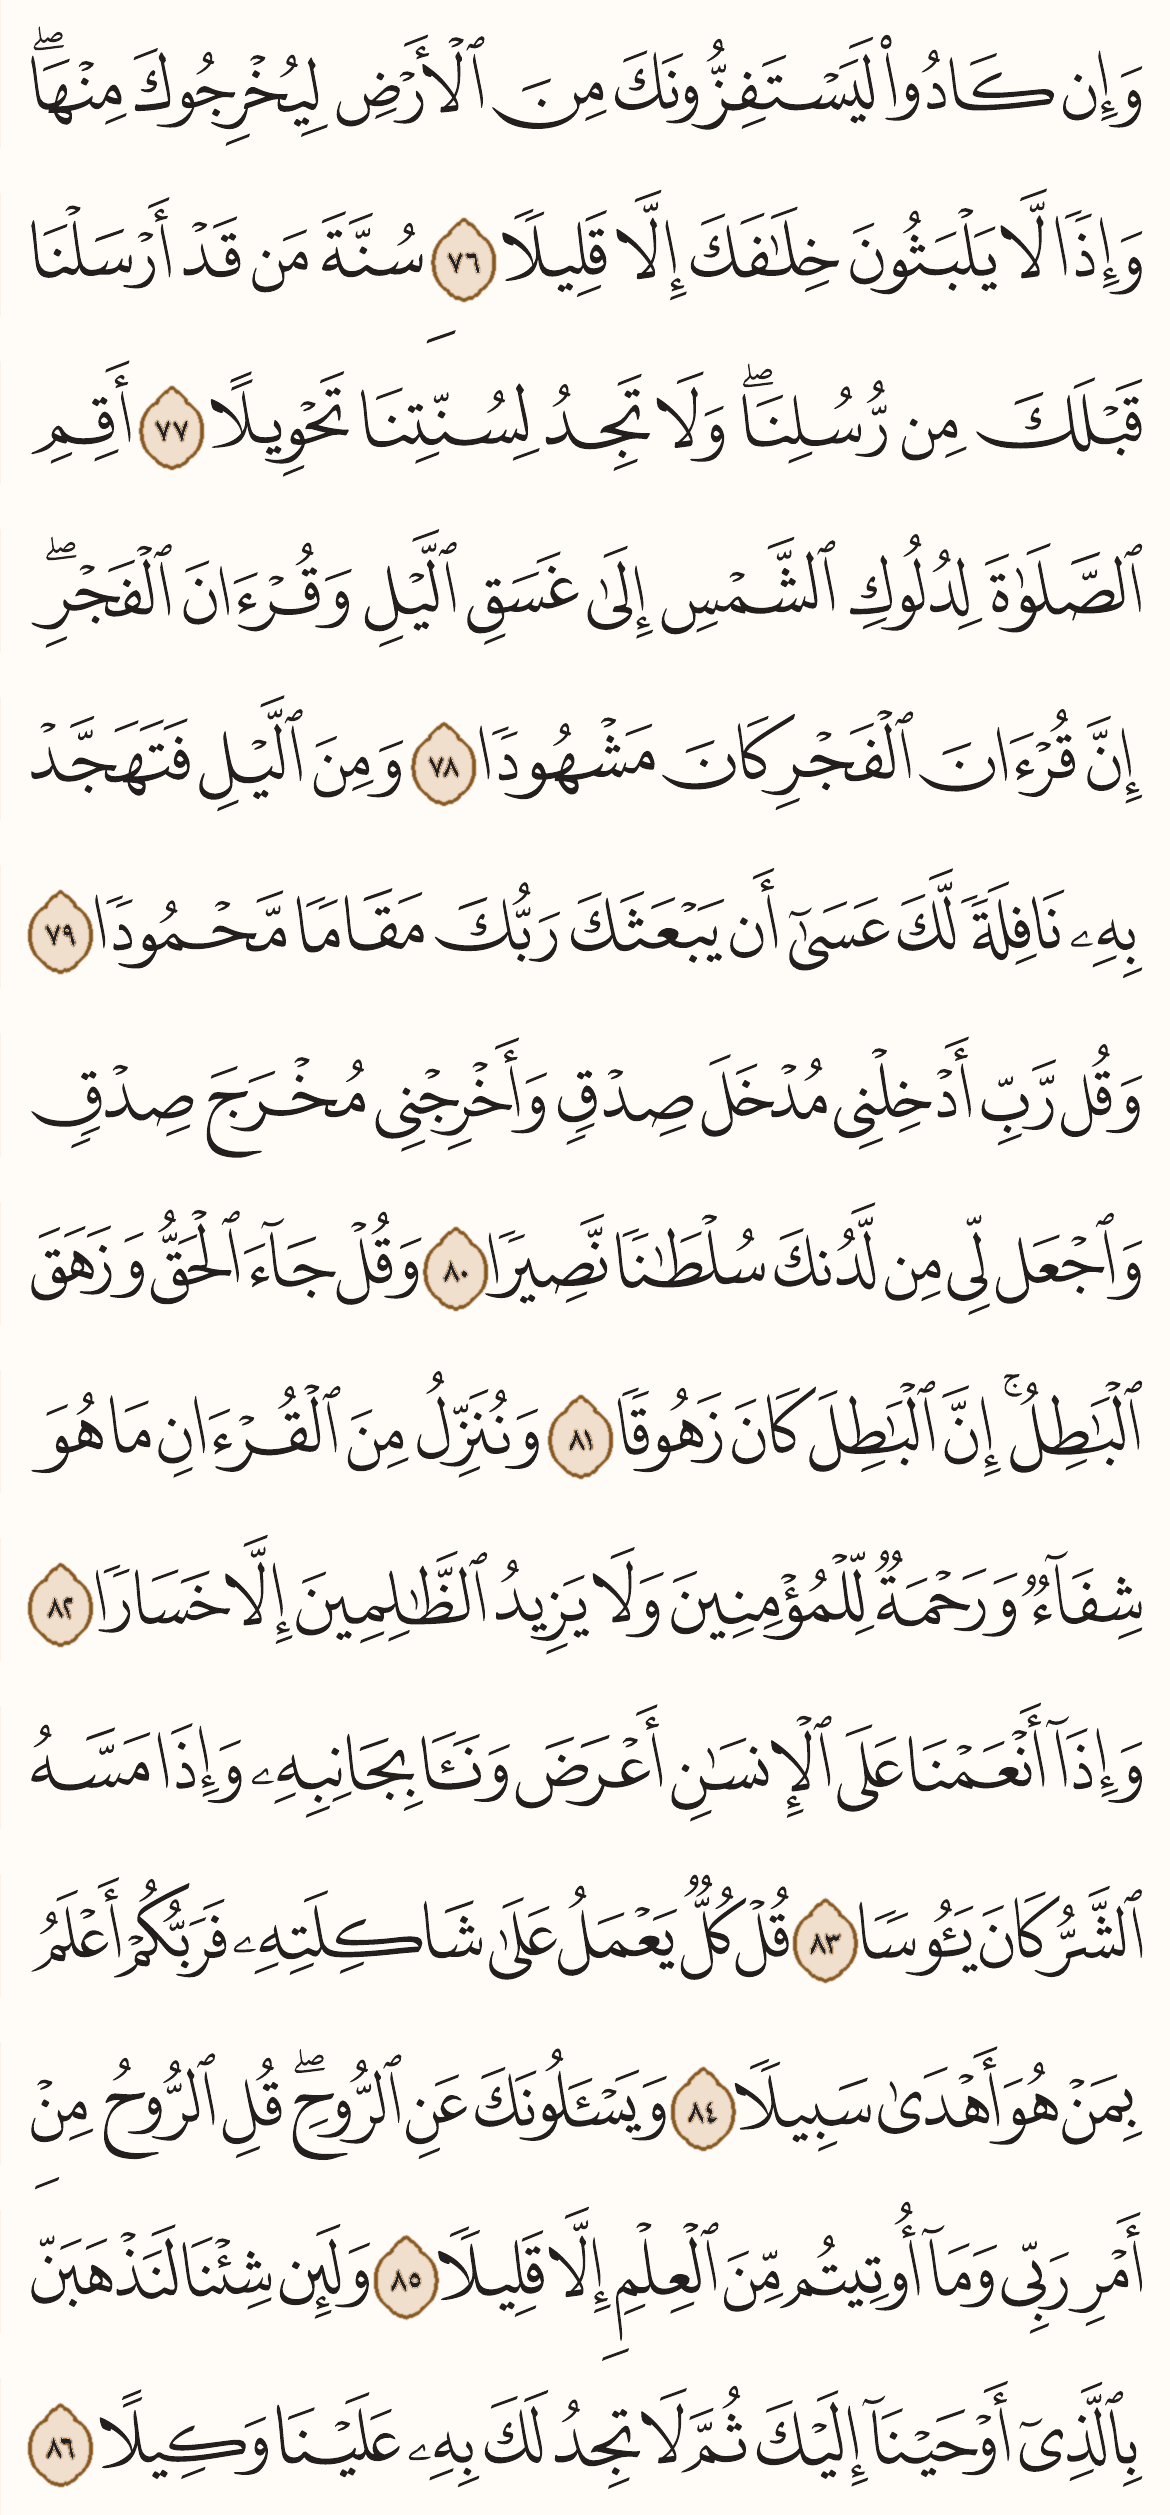 وَإِن كَادُوا۟ لَيَسْتَفِزُّونَكَ مِنَ ٱلْأَرْضِ لِيُخْرِجُوكَ مِنْهَا ۖ
وَإِذًا لَّا يَلْبَثُونَ خِلَـٰفَكَ إِلَّا قَلِيلًا ٧٦ سُنَّةَ مَن قَدْ أَرْسَلْنَا
قَبْلَكَ مِن رُّسُلِنَا ۖ وَلَا تَجِدُ لِسُنَّتِنَا تَحْوِيلًا ٧٧ أَقِمِ
ٱلصَّلَوٰةَ لِدُلُوكِ ٱلشَّمْسِ إِلَىٰ غَسَقِ ٱلَّيْلِ وَقُرْءَانَ ٱلْفَجْرِ ۖ
إِنَّ قُرْءَانَ ٱلْفَجْرِ كَانَ مَشْهُودًا ٧٨ وَمِنَ ٱلَّيْلِ فَتَهَجَّدْ
بِهِۦ نَافِلَةً لَّكَ عَسَىٰٓ أَن يَبْعَثَكَ رَبُّكَ مَقَامًا مَّحْمُودًا ٧٩
وَقُل رَّبِّ أَدْخِلْنِى مُدْخَلَ صِدْقٍ وَأَخْرِجْنِى مُخْرَجَ صِدْقٍ
وَٱجْعَل لِّى مِن لَّدُنكَ سُلْطَـٰنًا نَّصِيرًا ٨٠ وَقُلْ جَآءَ ٱلْحَقُّ وَزَهَقَ
ٱلْبَـٰطِلُ ۚ إِنَّ ٱلْبَـٰطِلَ كَانَ زَهُوقًا ٨١ وَنُنَزِّلُ مِنَ ٱلْقُرْءَانِ مَا هُوَ
شِفَآءٌ وَرَحْمَةٌ لِّلْمُؤْمِنِينَ وَلَا يَزِيدُ ٱلظَّـٰلِمِينَ إِلَّا خَسَارًا ٨٢
وَإِذَآ أَنْعَمْنَا عَلَى ٱلْإِنسَـٰنِ أَعْرَضَ وَنَـَٔا بِجَانِبِهِۦ وَإِذَا مَسَّهُ
ٱلشَّرُّ كَانَ يَـُٔوسًا ٨٣ قُلْ كُلٌّ يَعْمَلُ عَلَىٰ شَاكِلَتِهِۦ فَرَبُّكُمْ أَعْلَمُ
بِمَنْ هُوَ أَهْدَىٰ سَبِيلًا ٨٤ وَيَسْـَٔلُونَكَ عَنِ ٱلرُّوحِ ۖ قُلِ ٱلرُّوحُ مِنْ
أَمْرِ رَبِّى وَمَآ أُوتِيتُم مِّنَ ٱلْعِلْمِ إِلَّا قَلِيلًا ٨٥ وَلَئِن شِئْنَا لَنَذْهَبَنَّ
بِٱلَّذِىٓ أَوْحَيْنَآ إِلَيْكَ ثُمَّ لَا تَجِدُ لَكَ بِهِۦ عَلَيْنَا وَكِيلًا ٨٦